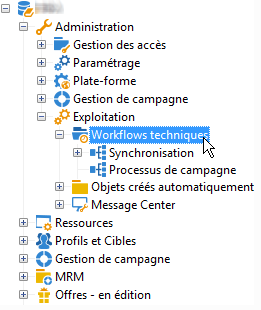 Administration
Gestion des accès
Paramétrage
Plate-forme
Gestion de campagne
Exploitation
Workflows techniques
Synchronisation
Processus de campagne
Objets créés automatiquement
Message Center
Ressources
Profils et Cibles
Gestion de campagne
MRM
Offres - en édition